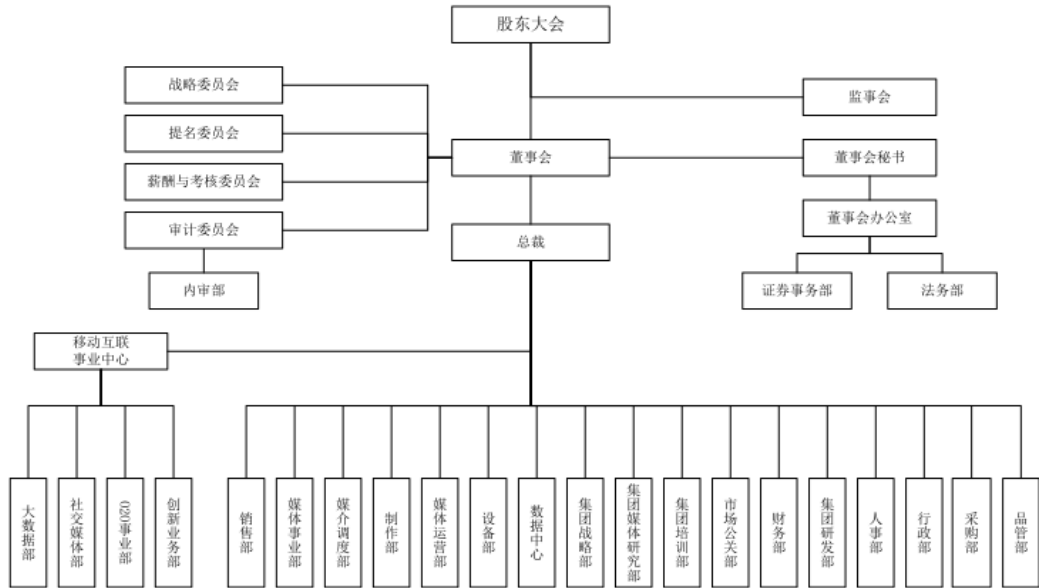 股东大会
战略委员会
监事会
提名委员会
董事会
董事会秘书
薪酬与考核委员会
审计委员会
董事会办公室
总裁
内审部
证券事务部
法务部
移动互联
事业中心
大数据部
社交媒体部
O2O事业部
创新业务部
销售部
媒体事业部
媒介调度部
制作部
媒体运营部
设备部
数据中心
集团战略部
集团媒体研究部
集团培训部
市场公关部
财务部
集团研发部
人事部
行政部
采购部
品管部